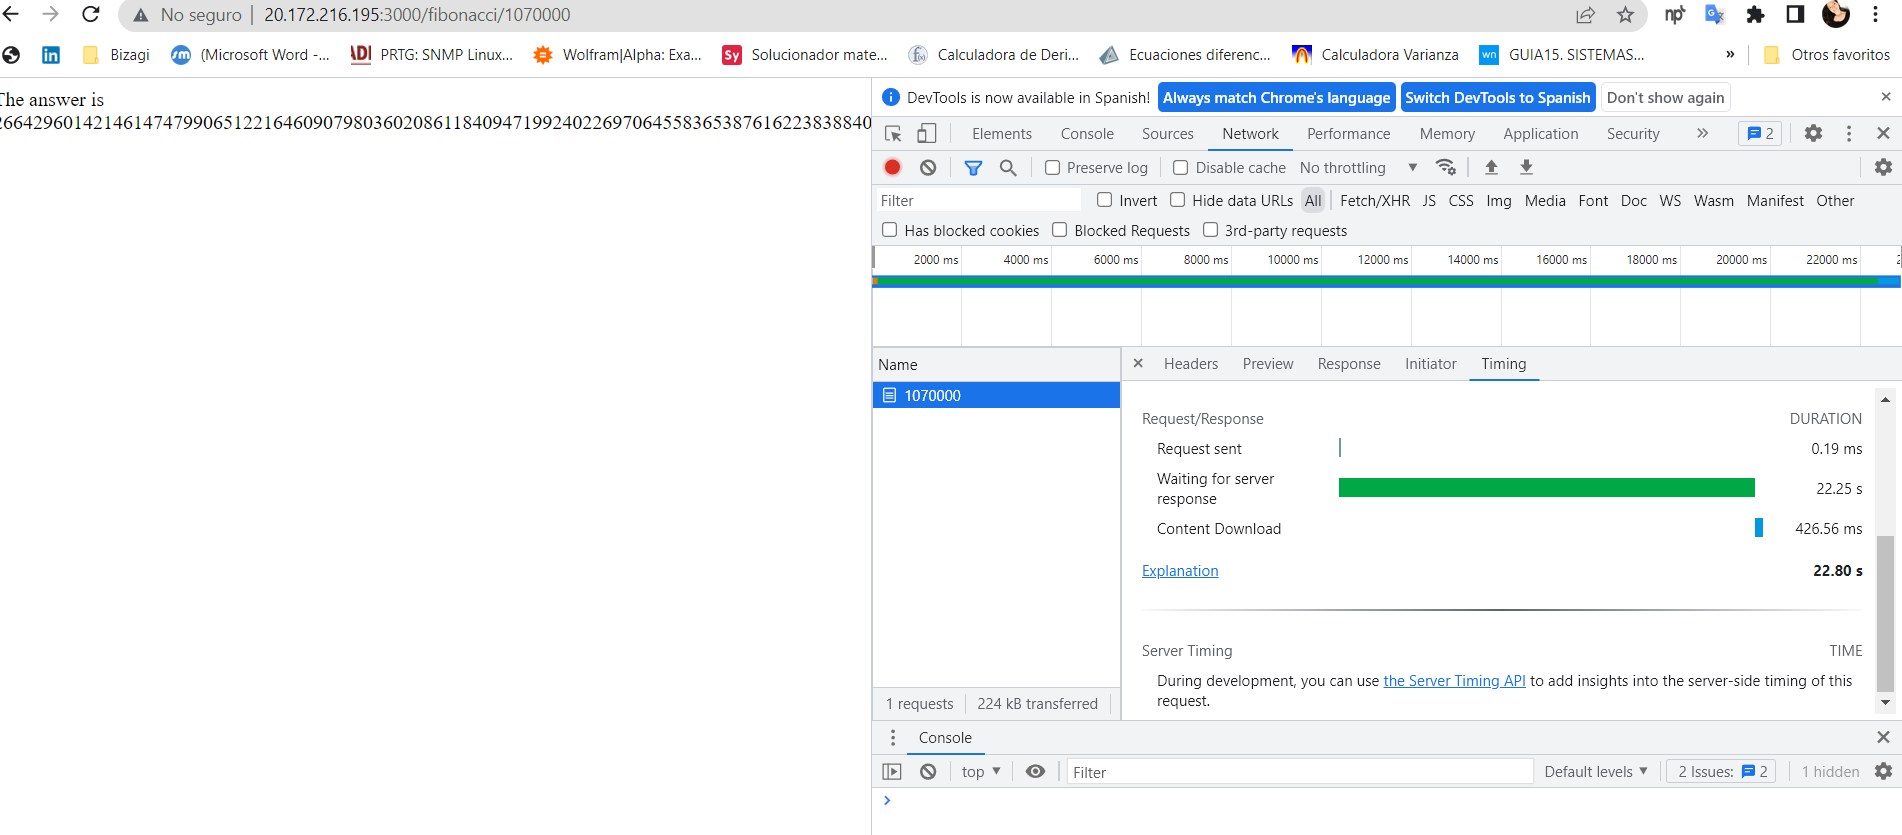 No seguro | 20.172.216.195:3000/fibonacci/1070000
Bizagi (Microsoft Word -... PRTG: SNMP Linux... Wolfram|Alpha: Exa... Sy Solucionador mate... Calculadora de Deri... Ecuaciones diferenc... Calculadora Varianza wn GUIA15. SISTEMAS... » Otros favoritos
The answer is
DevTools is now available in Spanish! Always match Chrome's language Switch DevTools to Spanish Don't show again
Elements Console Sources Network Performance Memory Application Security » 2
Preserve log Disable cache No throttling
Filter Invert Hide data URLs All Fetch/XHR JS CSS Img Media Font Doc WS Wasm Manifest Other
Has blocked cookies Blocked Requests 3rd-party requests
2000 ms 4000 ms 6000 ms 8000 ms 10000 ms 12000 ms 14000 ms 16000 ms 18000 ms 20000 ms 22000 ms
Name
1070000
Headers Preview Response Initiator Timing
Request/Response DURATION
Request sent 0.19 ms
Waiting for server
response 22.25 s
Content Download 426.56 ms
Explanation 22.80 s
Server Timing TIME
During development, you can use the Server Timing API to add insights into the server-side timing of this
request.
1 requests 224 kB transferred
Console
top Filter Default levels 2 Issues: 2 1 hidden